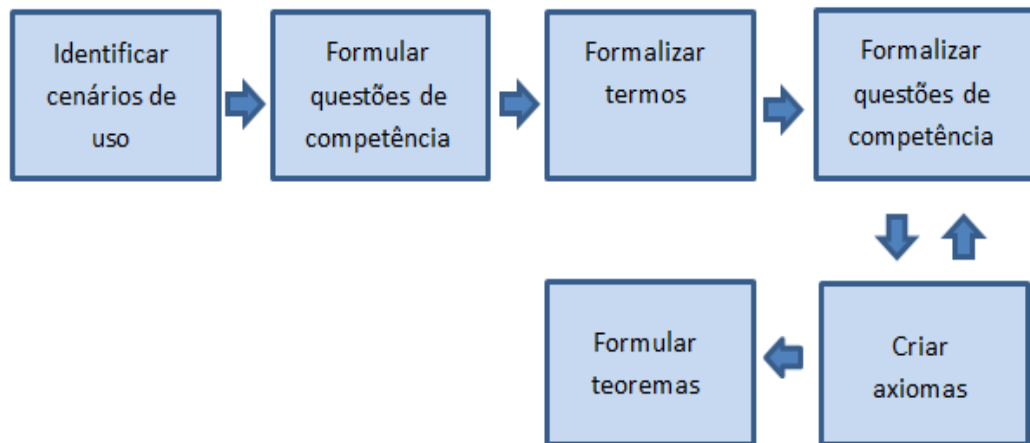 Identificar
cenários de
uso
Formular
questões de
competência
Formalizar
termos
Formalizar
questões de
competência
Formular
teoremas
Criar
axiomas